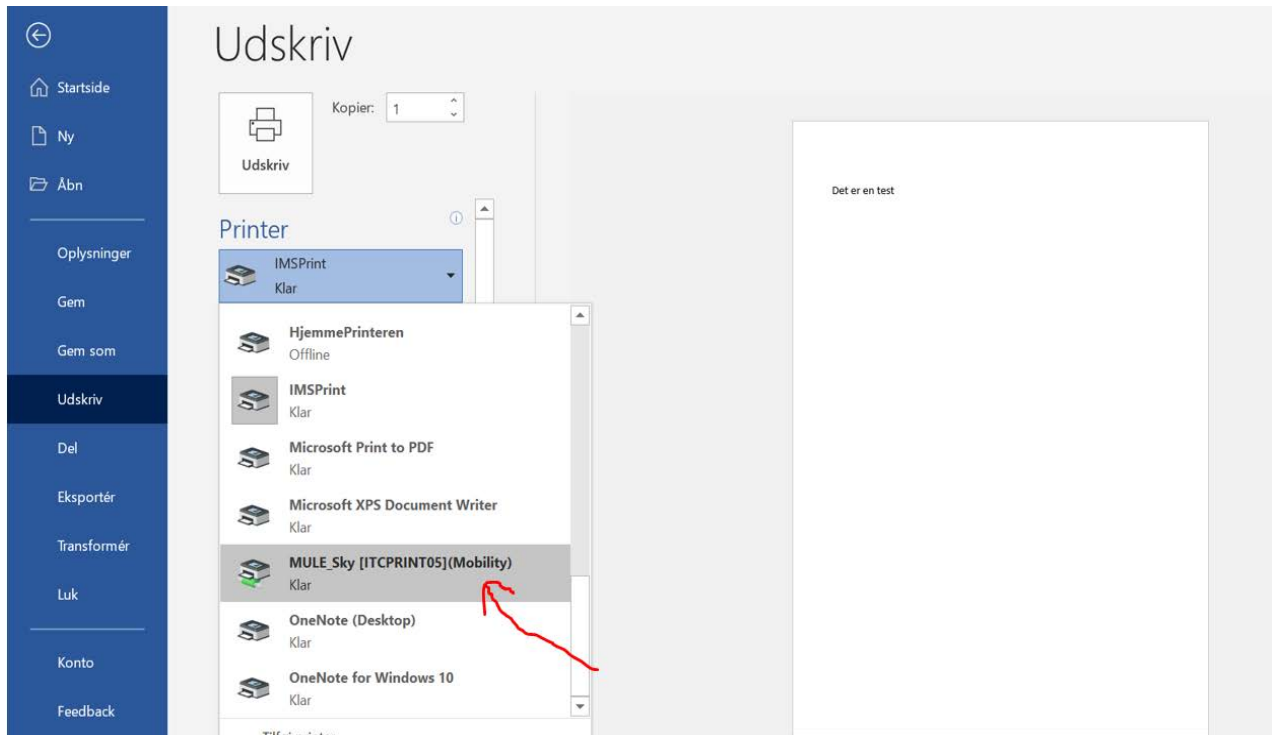 Udskriv
Startside
Ny
Åbn
Oplysninger
Gem
Gem som
Udskriv
Del
Eksportér
Transformér
Luk
Konto
Feedback
Kopier: 1
Udskriv
Printer
IMSPrint
Klar
HjemmePrinteren
Offline
IMSPrint
Klar
Microsoft Print to PDF
Klar
Microsoft XPS Document Writer
Klar
MULE_Sky [ITCPRINT05](Mobility)
Klar
OneNote (Desktop)
Klar
OneNote for Windows 10
Klar
Det er en test